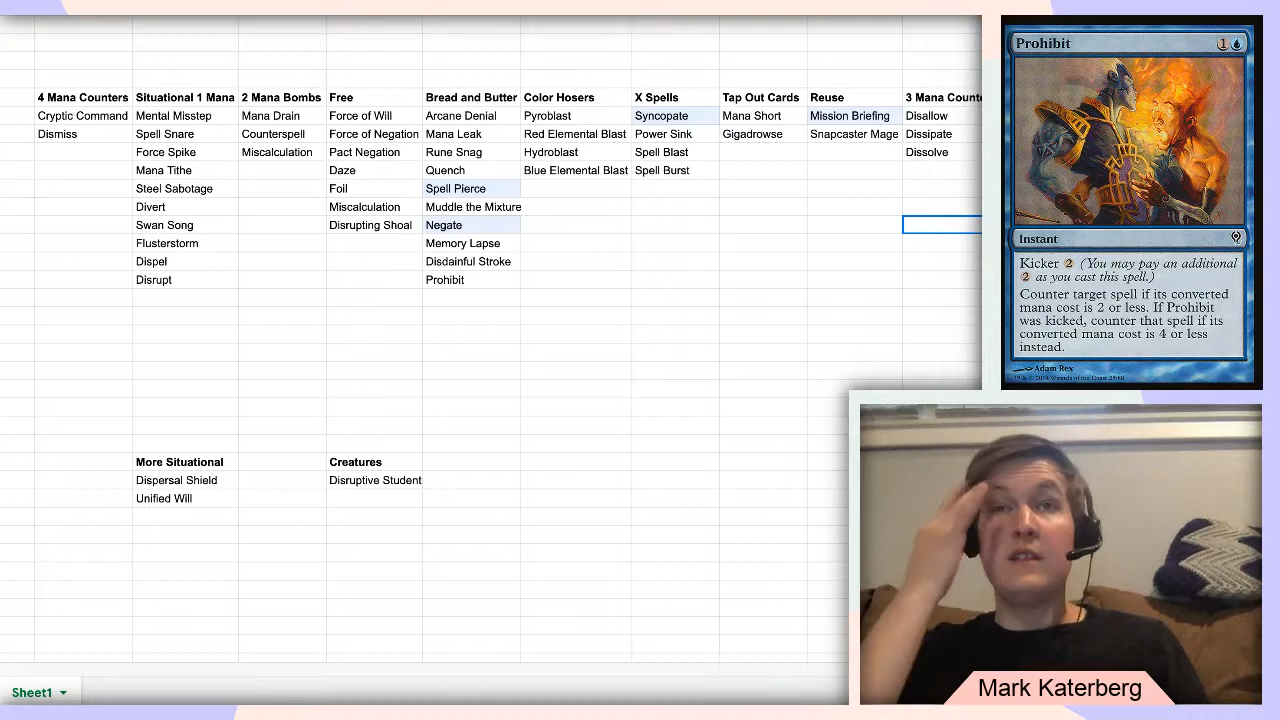 4 Mana Counters Situational 1 Mana 2 Mana Bombs Free Bread and Butter Color Hosers X Spells Tap Out Cards Reuse 3 Mana Counte
Cryptic Command Mental Misstep Mana Drain Force of Will Arcane Denial Pyroblast Syncopate Mana Short Mission Briefing Disallow
Dismiss Spell Snare Counterspell Force of Negation Mana Leak Red Elemental Blast Power Sink Gigadrowse Snapcaster Mage Dissipate
Force Spike Miscalculation Pact Negation Rune Snag Hydroblast Spell Blast Dissolve
Mana Tithe Daze Quench Blue Elemental Blast Spell Burst
Steel Sabotage Foil Spell Pierce
Divert Miscalculation Muddle the Mixture
Swan Song Disrupting Shoal Negate
Flusterstorm Memory Lapse
Dispel Disdainful Stroke
Disrupt Prohibit
More Situational Creatures
Dispersal Shield Disruptive Student
Unified Will
Sheet1
Prohibit 1
Instant
Kicker 2 (You may pay an additional
2 as you cast this spell.)
Counter target spell if its converted
mana cost is 2 or less. If Prohibit
was kicked, counter that spell if its
converted mana cost is 4 or less
instead.
Adam Rex
Wizards of the Coast
Mark Katerberg